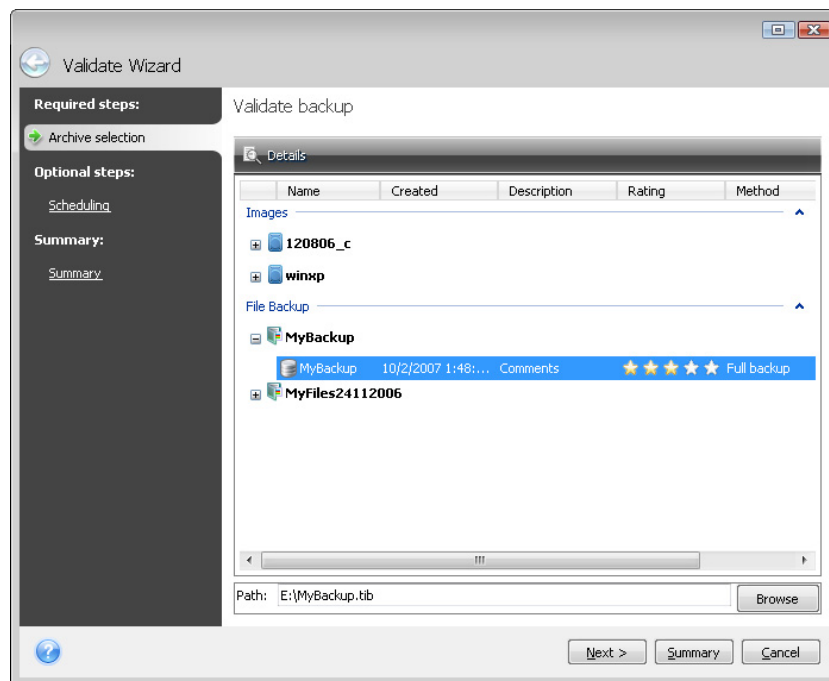 Validate Wizard
Required steps:
Archive selection
Optional steps:
Scheduling
Summary:
Summary
Validate backup
Details
Name Created Description Rating Method
Images
120806_c
winxp
File Backup
MyBackup
MyBackup 10/2/2007 1:48:... Comments Full backup
MyFiles24112006
Path: E:\MyBackup.tib Browse
Next > Summary Cancel